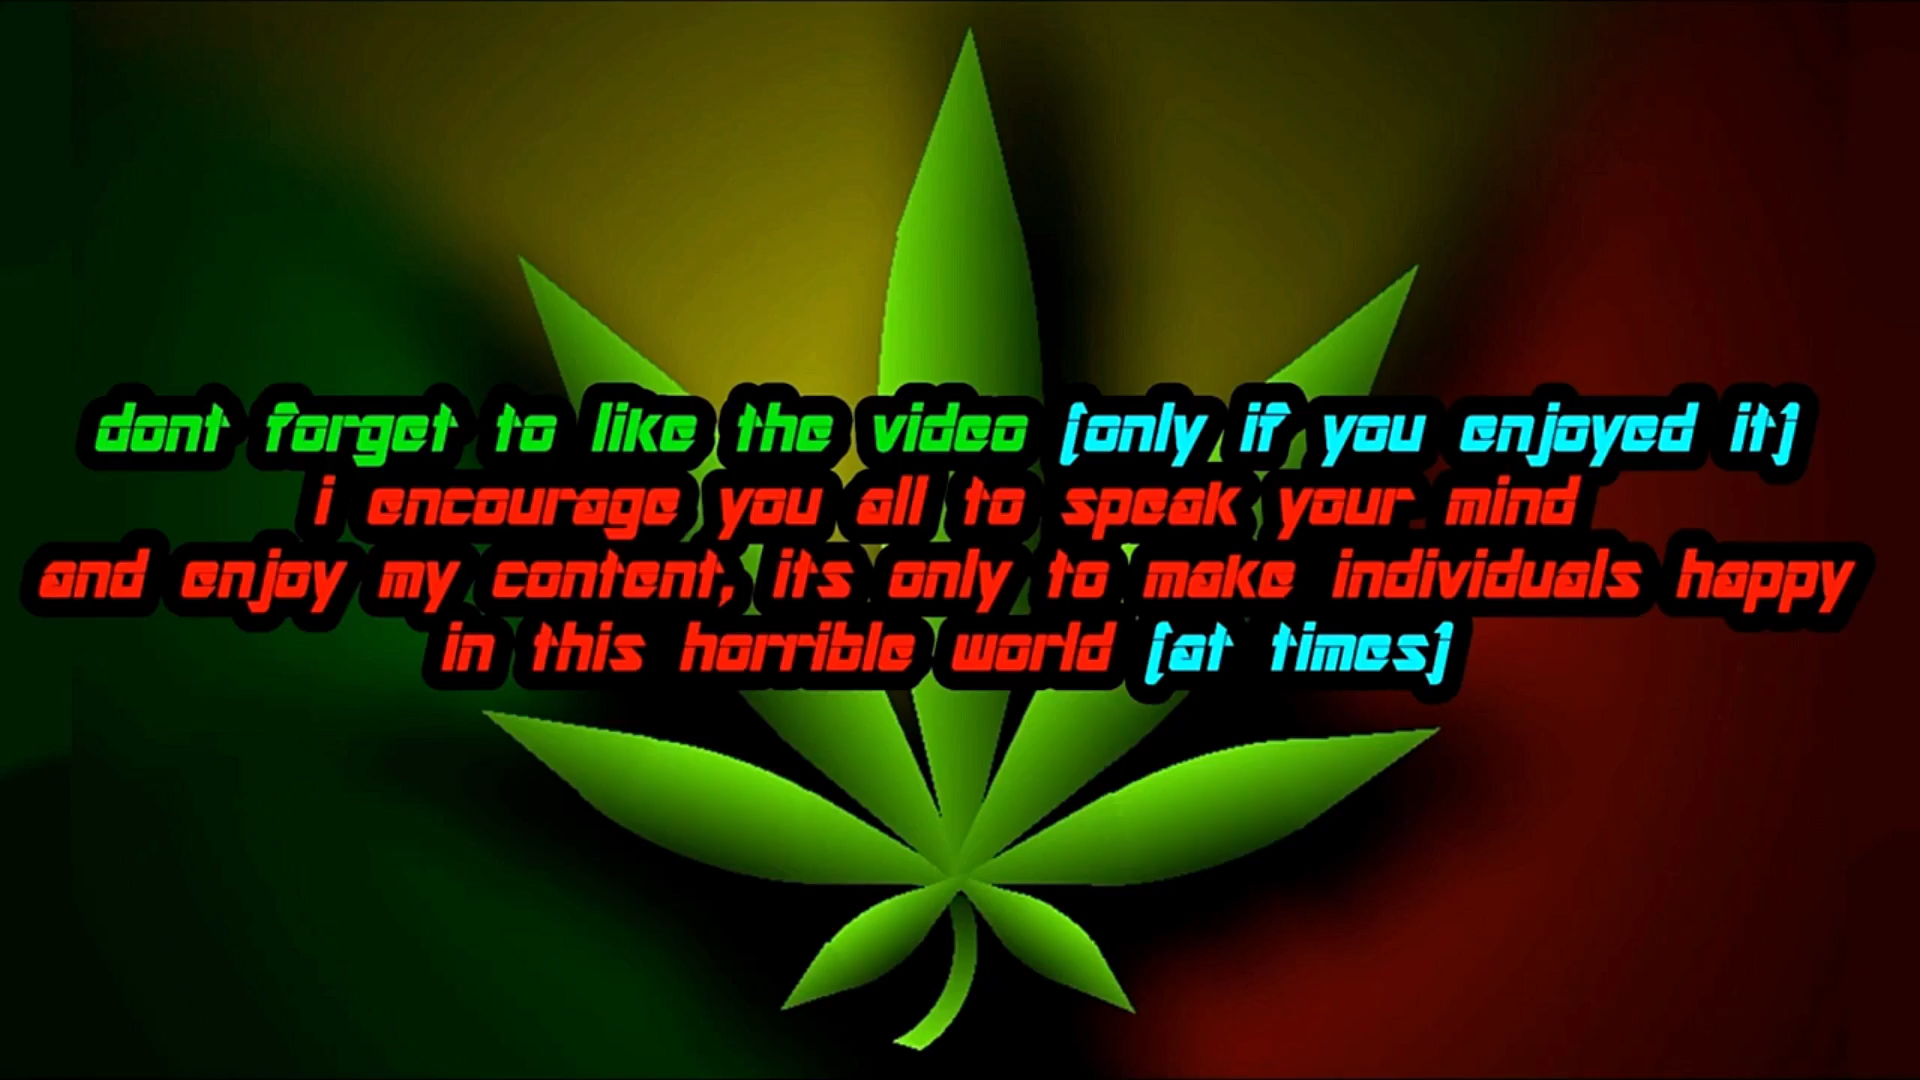 dont forget to like the video (only if you enjoyed it)
i encourage you all to speak your mind
and enjoy my content, its only to make individuals happy
in this horrible world (at times)